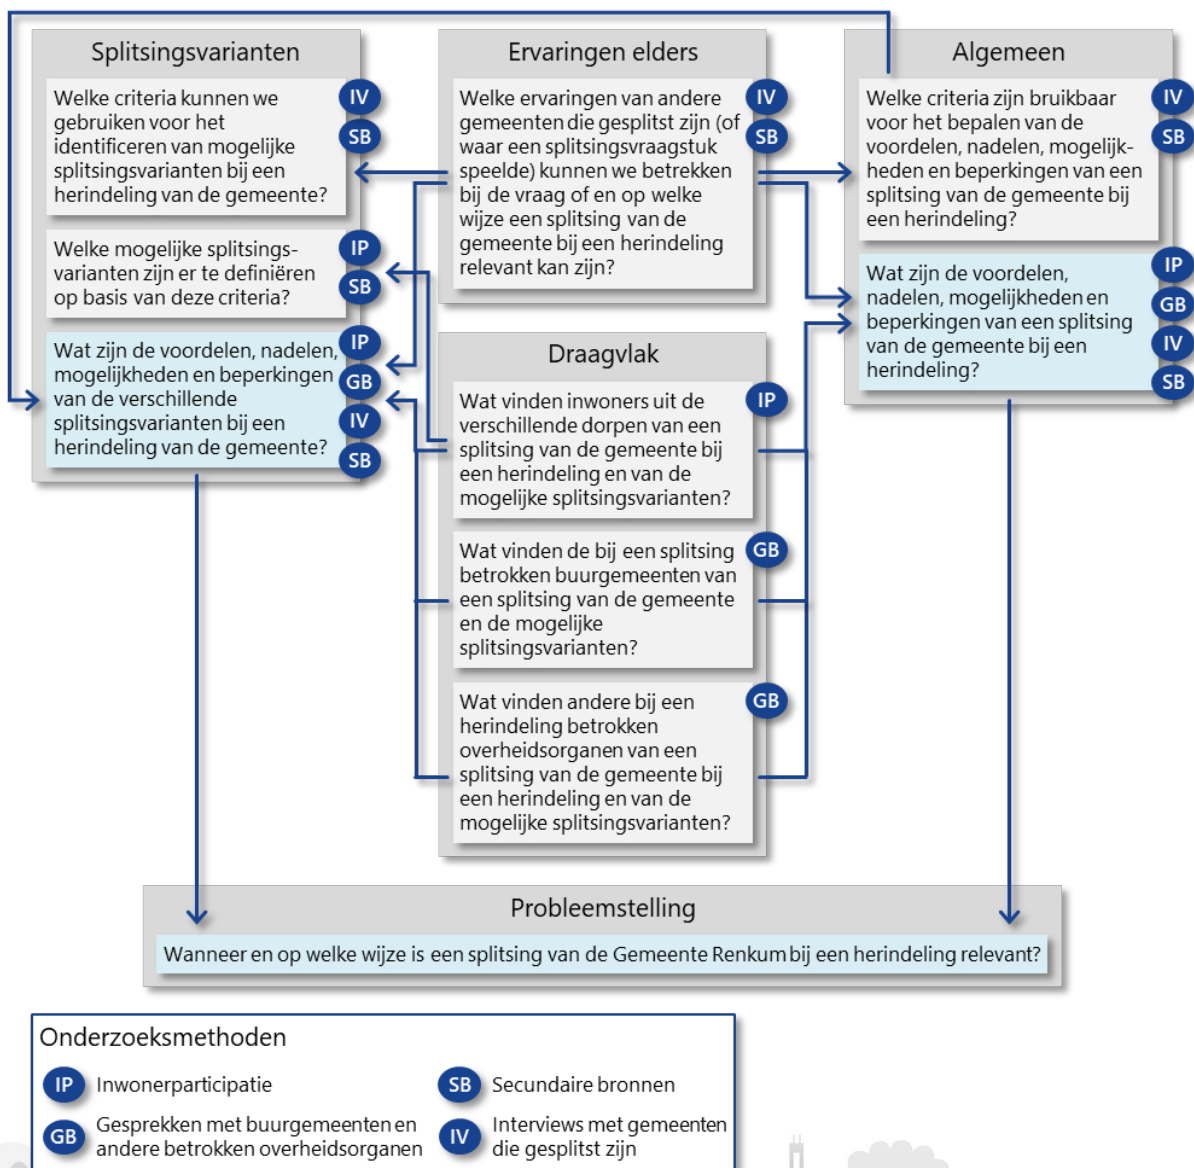 Splitsingsvarianten
Welke criteria kunnen we
gebruiken voor het
identificeren van mogelijke
splitsingsvarianten bij een
herindeling van de gemeente?
IV
SB
Welke mogelijke splitsings-
varianten zijn er te definiëren
op basis van deze criteria?
IP
SB
Wat zijn de voordelen, nadelen,
mogelijkheden en beperkingen
van de verschillende
splitsingsvarianten bij een
herindeling van de gemeente?
IP
GB
IV
SB
Ervaringen elders
Welke ervaringen van andere
gemeenten die gesplitst zijn (of
waar een splitsingsvraagstuk
speelde) kunnen we betrekken
bij de vraag of en op welke
wijze een splitsing van de
gemeente bij een herindeling
relevant kan zijn?
IV
SB
Draagvlak
Wat vinden inwoners uit de
verschillende dorpen van een
splitsing van de gemeente bij
een herindeling en van de
mogelijke splitsingsvarianten?
IP
Wat vinden de bij een splitsing
betrokken buurgemeenten van
een splitsing van de gemeente
en de mogelijke
splitsingsvarianten?
GB
Wat vinden andere bij een
herindeling betrokken
overheidsorganen van een
splitsing van de gemeente bij
een herindeling en van de
mogelijke splitsingsvarianten?
GB
Algemeen
Welke criteria zijn bruikbaar
voor het bepalen van de
voordelen, nadelen, mogelijk-
heden en beperkingen van een
splitsing van de gemeente bij
een herindeling?
IV
SB
Wat zijn de voordelen,
nadelen, mogelijkheden en
beperkingen van een splitsing
van de gemeente bij een
herindeling?
IP
GB
IV
SB
Probleemstelling
Wanneer en op welke wijze is een splitsing van de Gemeente Renkum bij een herindeling relevant?
Onderzoeksmethoden
IP Inwonerparticipatie
SB Secundaire bronnen
GB Gesprekken met buurgemeenten en
andere betrokken overheidsorganen
IV Interviews met gemeenten
die gesplitst zijn